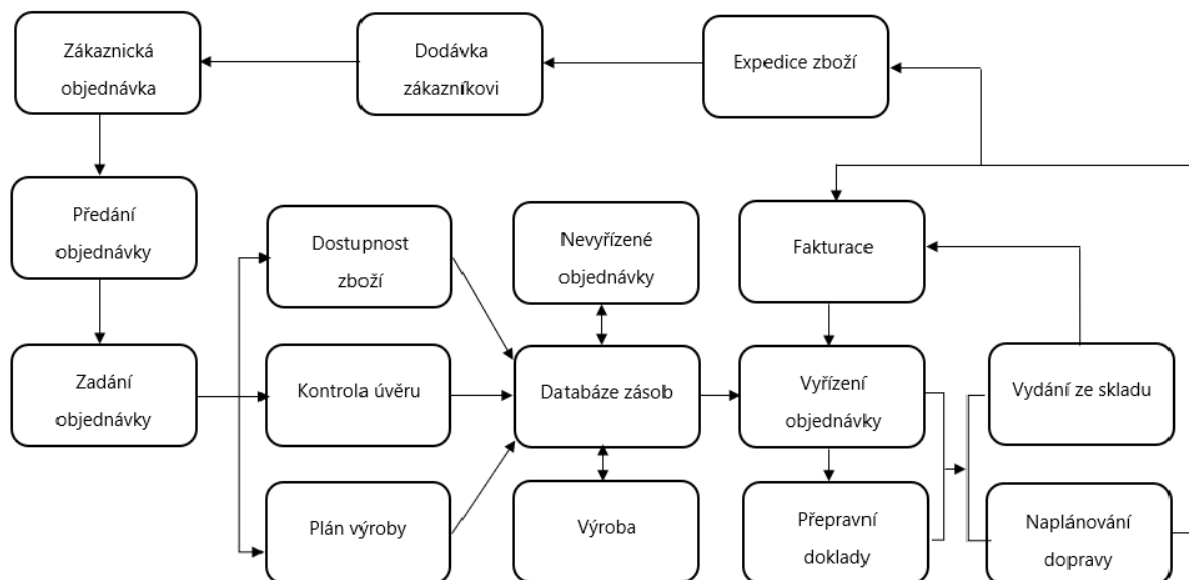 Zákaznická
objednávka
Dodávka
zákazníkovi
Expedice zboží
Předání
objednávky
Dostupnost
zboží
Nevyřízené
objednávky
Fakturace
Zadání
objednávky
Kontrola úvěru
Databáze zásob
Vyřízení
objednávky
Vydání ze skladu
Plán výroby
Výroba
Přepravní
doklady
Naplánování
dopravy